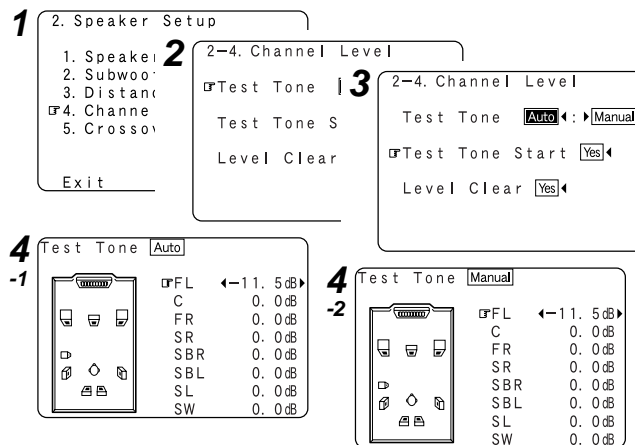 1
2. Speaker Setup
1. Speake
2. Subwoo
3. Distanc
☞4. Channe
5. Crossov
Exit
2
2-4. Channel Level
☞Test Tone
Test Tone S
Level Clear
3
2-4. Channel Level
Test Tone Auto ◀:▶ Manual
☞Test Tone Start Yes ◀
Level Clear Yes ◀
4
-1
Test Tone Auto
☞FL ◀-11. 5dB▶
C 0. 0dB
FR 0. 0dB
SR 0. 0dB
SBR 0. 0dB
SBL 0. 0dB
SL 0. 0dB
SW 0. 0dB
4
-2
Test Tone Manual
☞FL ◀-11. 5dB▶
C 0. 0dB
FR 0. 0dB
SR 0. 0dB
SBR 0. 0dB
SBL 0. 0dB
SL 0. 0dB
SW 0. 0dB